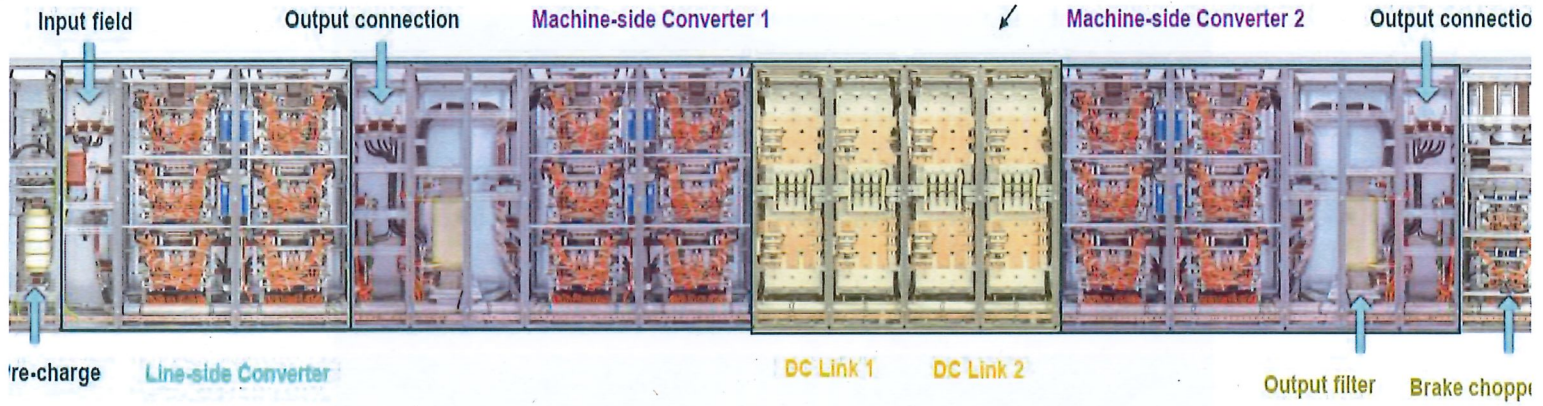 Input field
Output connection
Machine-side Converter 1
Machine-side Converter 2
Output connectio
re-charge
Line-side Converter
DC Link 1
DC Link 2
Output filter
Brake choppe